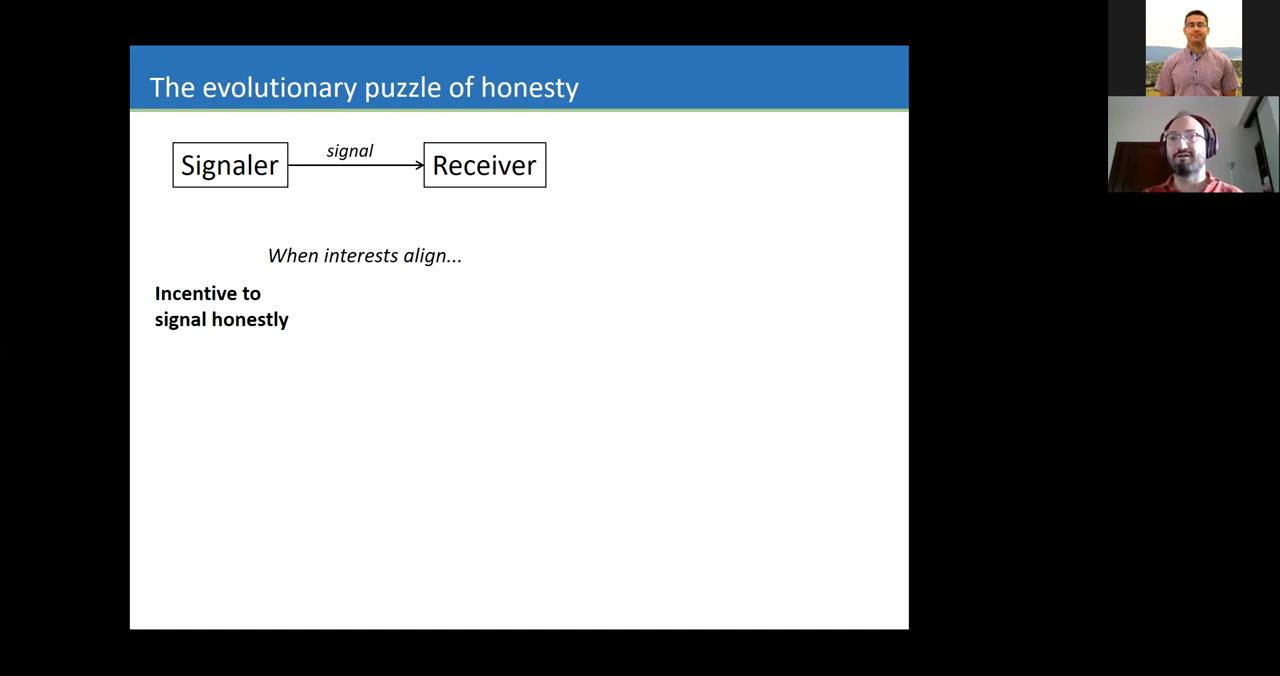 The evolutionary puzzle of honesty
signal
Signaler
Receiver
When interests align...
Incentive to
signal honestly